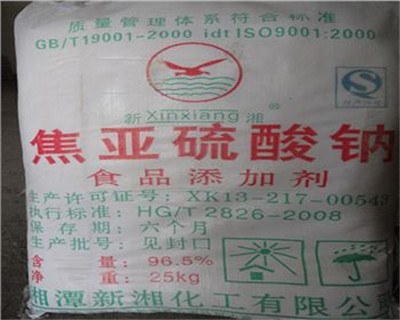 质量管理体系符合标准
GB/T19001-2000 idt ISO9001:2000
新 Xinxiang 湘
焦亚硫酸钠
食品添加剂
生产许可证号: XK13-217-00543
执行标准: HG/T 2826-2008
保存期: 六个月
生产批号: 见封口
含量: 96.5%
净重: 25kg
湘潭新湘化工有限公